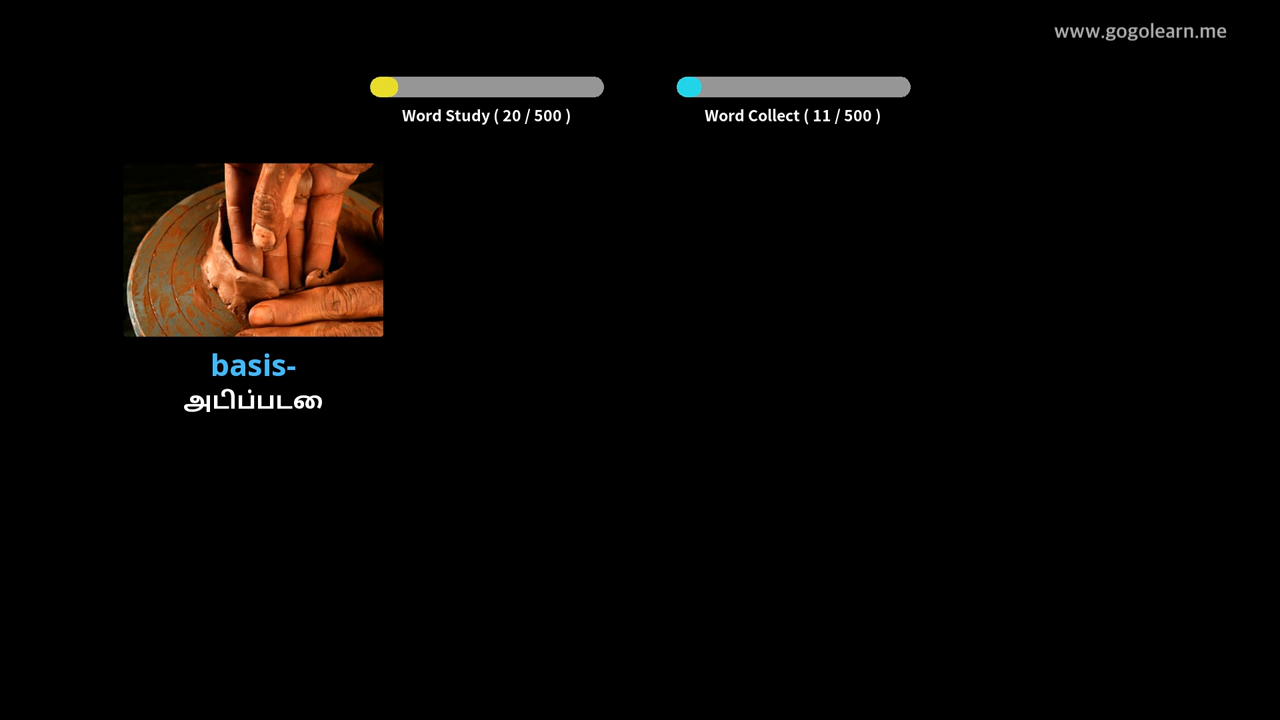 www.gogolearn.me
Word Study ( 20 / 500 )
Word Collect ( 11 / 500 )
basis-
அடிப்படை